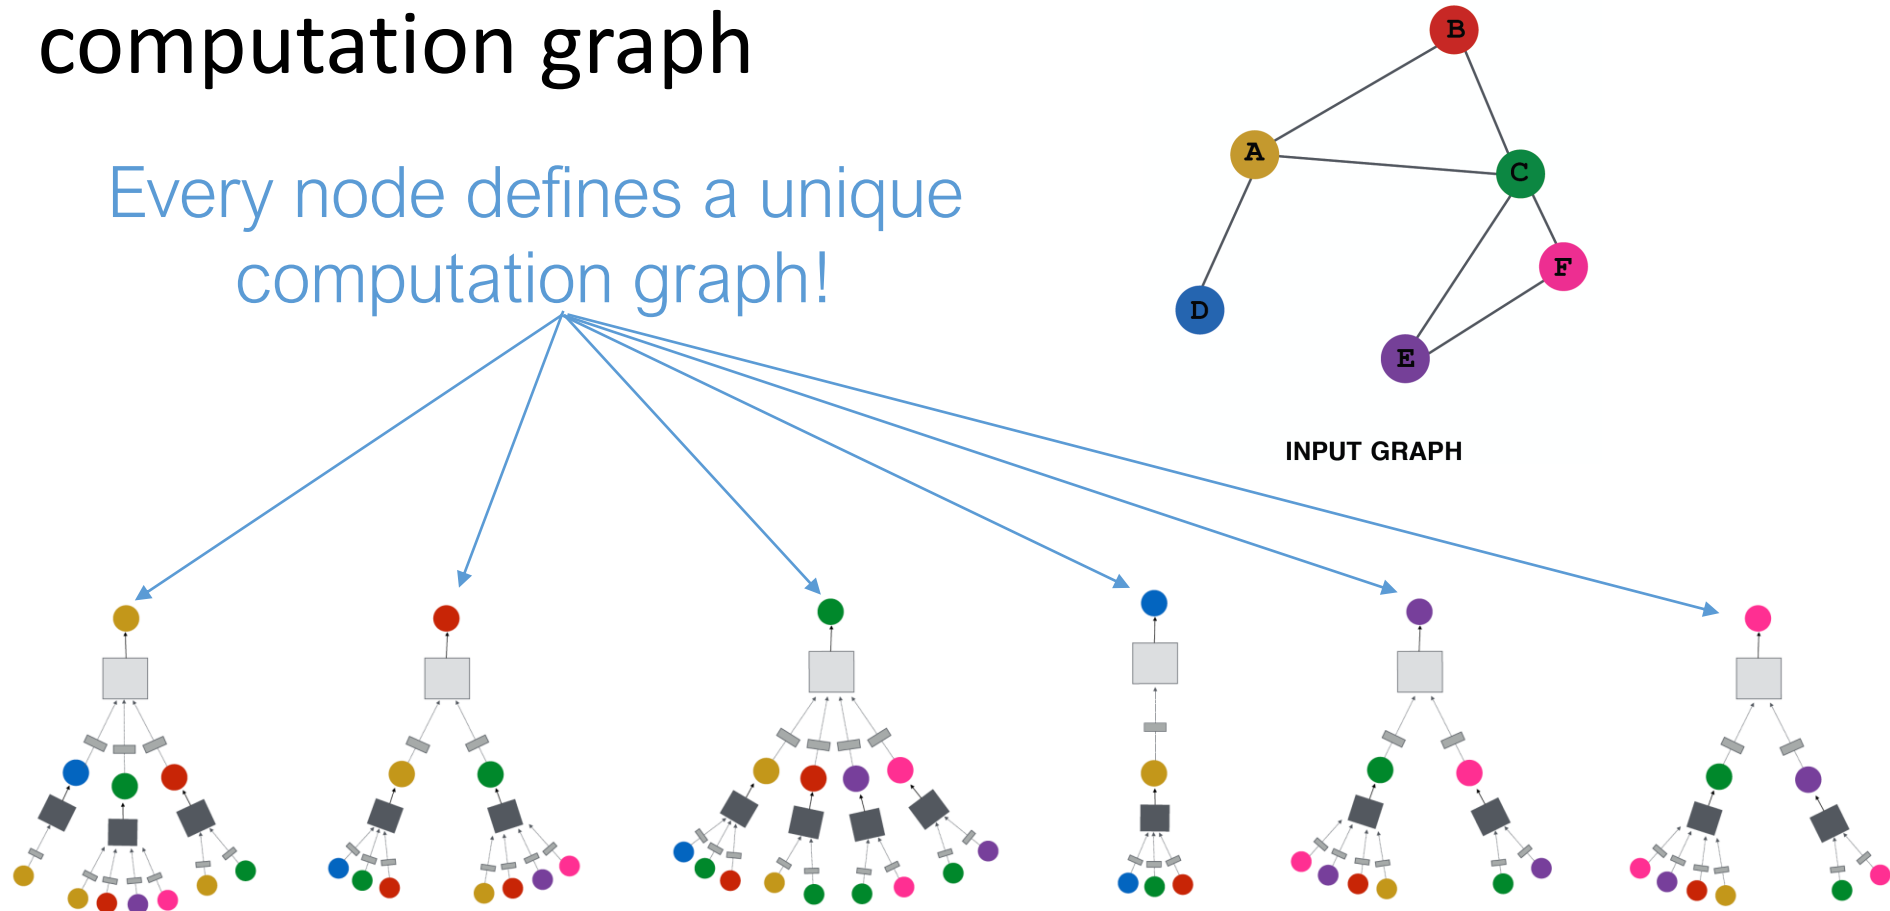 computation graph
Every node defines a unique
computation graph!
B
A
C
F
D
E
INPUT GRAPH